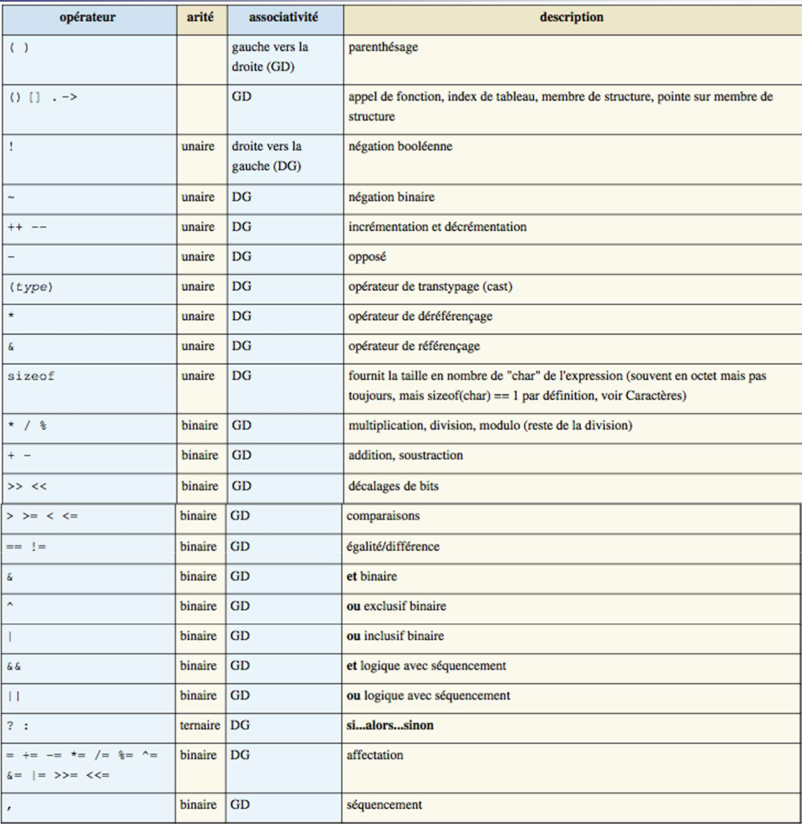 opérateur arité associativité description
( ) gauche vers la parenthésage
droite (GD)
() [] . -> GD appel de fonction, index de tableau, membre de structure, pointe sur membre de
structure
! unaire droite vers la négation booléenne
gauche (DG)
~ unaire DG négation binaire
++ -- unaire DG incrémentation et décrémentation
- unaire DG opposé
(type) unaire DG opérateur de transtypage (cast)
* unaire DG opérateur de déréférençage
& unaire DG opérateur de référençage
sizeof unaire DG fournit la taille en nombre de "char" de l'expression (souvent en octet mais pas
toujours, mais sizeof(char) == 1 par définition, voir Caractères)
* / % binaire GD multiplication, division, modulo (reste de la division)
+ - binaire GD addition, soustraction
>> << binaire GD décalages de bits
> >= < <= binaire GD comparaisons
== != binaire GD égalité/différence
& binaire GD et binaire
^ binaire GD ou exclusif binaire
| binaire GD ou inclusif binaire
&& binaire GD et logique avec séquencement
|| binaire GD ou logique avec séquencement
? : ternaire DG si...alors...sinon
= += -= *= /= %= ^= binaire DG affectation
&= |= >>= <<=
, binaire GD séquencement